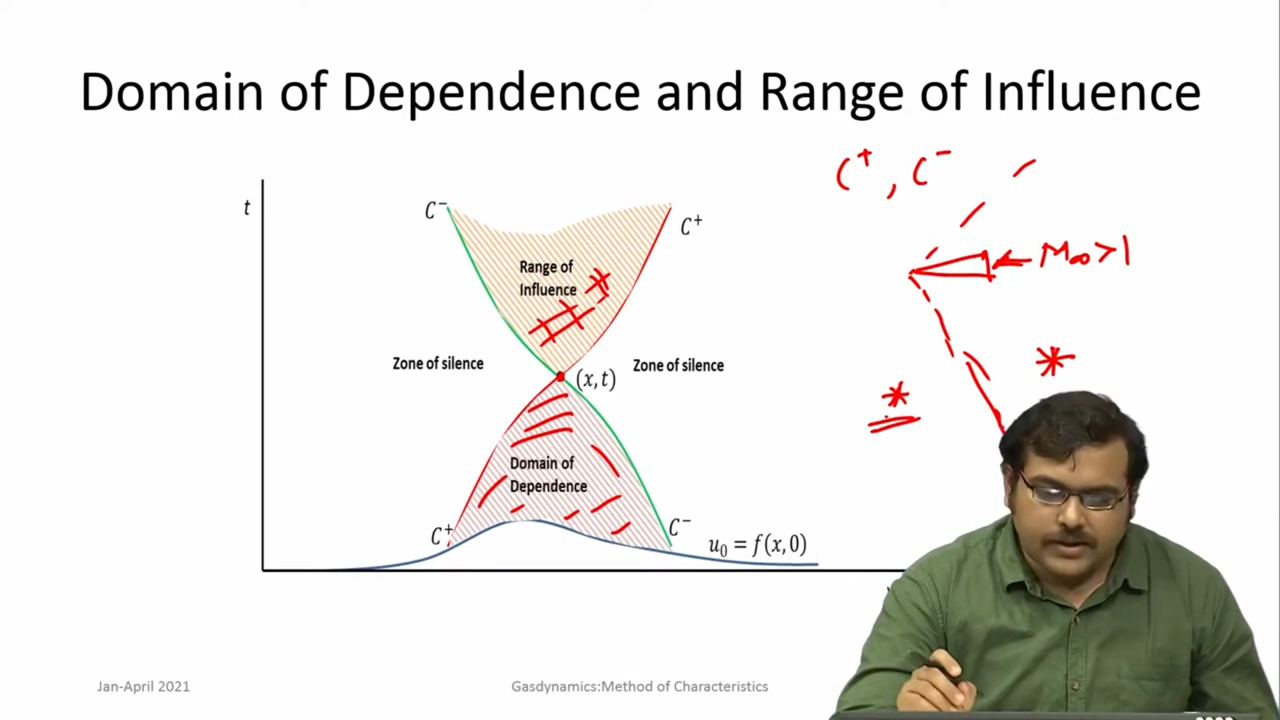 Domain of Dependence and Range of Influence
C⁺, C⁻
t
C⁻
C⁺
Range of
Influence
M∞>1
Zone of silence
(x,t)
Zone of silence
Domain of
Dependence
C⁺
C⁻
u₀ = f(x,0)
Jan-April 2021
Gasdynamics:Method of Characteristics